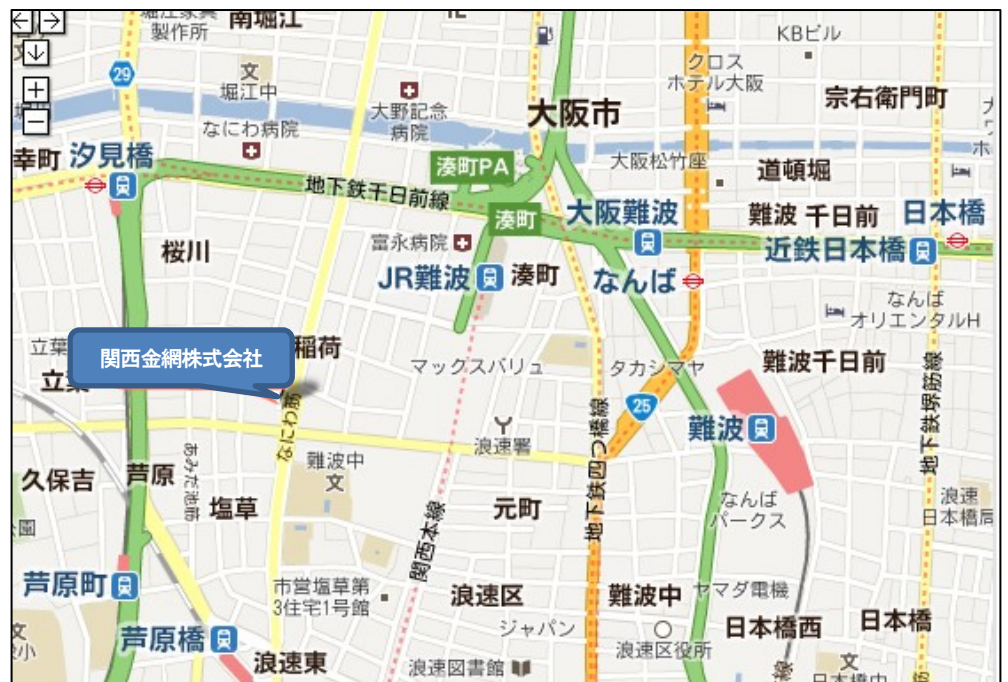 南堀江
製作所
KBビル
29
文
堀江中
クロス
ホテル大阪
大野記念
病院
宗右衛門町
大阪市
なにわ病院
幸町
汐見橋
湊町PA
大阪松竹座
道頓堀
地下鉄千日前線
湊町
大阪難波
難波 千日前
日本橋
桜川
富永病院
近鉄日本橋
JR難波
湊町
なんば
なんば
オリエンタルH
立葉
関西金網株式会社
稲荷
マックスバリュ
タカシマヤ
難波千日前
25
なにわ筋
浪速署
難波
地下鉄四つ橋線
地下鉄堺筋線
久保吉
芦原
あみだ池筋
難波中
文
塩草
元町
なんば
パークス
浪速
日本橋局
関西本線
芦原町
市営塩草第
3住宅1号館
浪速区
難波中
ヤマダ電機
芦原橋
ジャパン
浪速区役所
日本橋西
日本橋
浪速東
浪速図書館
文
日本橋中